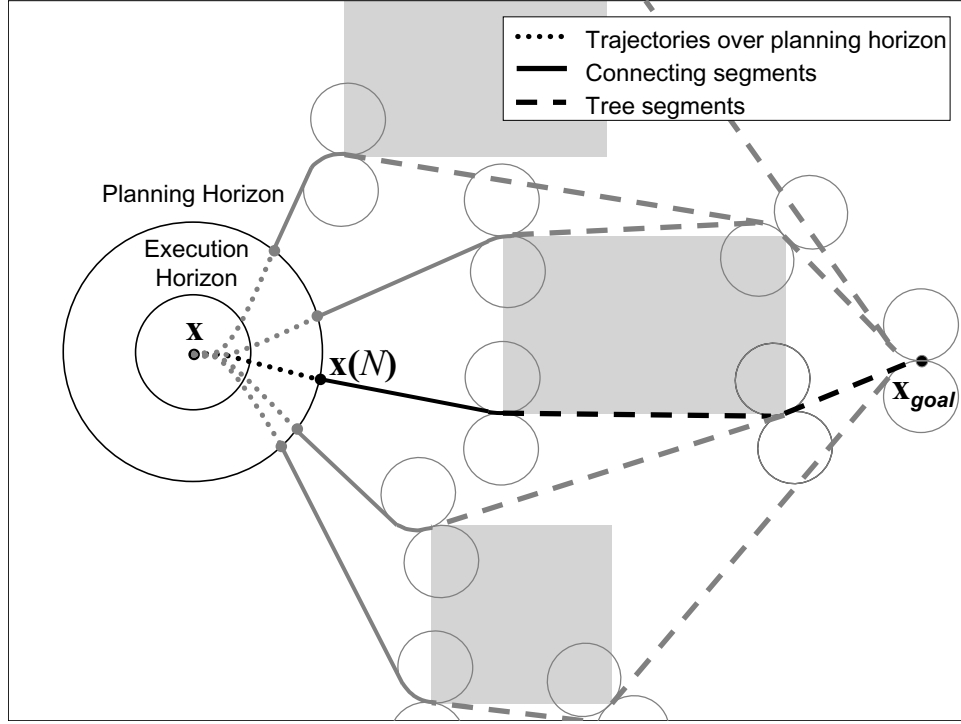 Trajectories over planning horizon
Connecting segments
Tree segments
Planning Horizon
Execution
Horizon
x
x(N)
x_goal